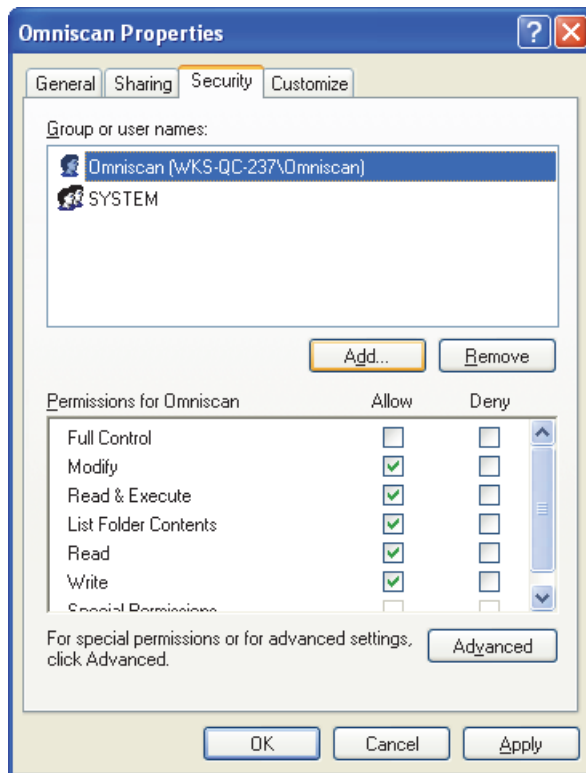 Omniscan Properties
General Sharing Security Customize
Group or user names:
Omniscan (WKS-QC-237\Omniscan)
SYSTEM
Add... Remove
Permissions for Omniscan Allow Deny
Full Control
Modify
Read & Execute
List Folder Contents
Read
Write
Special Permissions
For special permissions or for advanced settings,
click Advanced.
Advanced
OK Cancel Apply